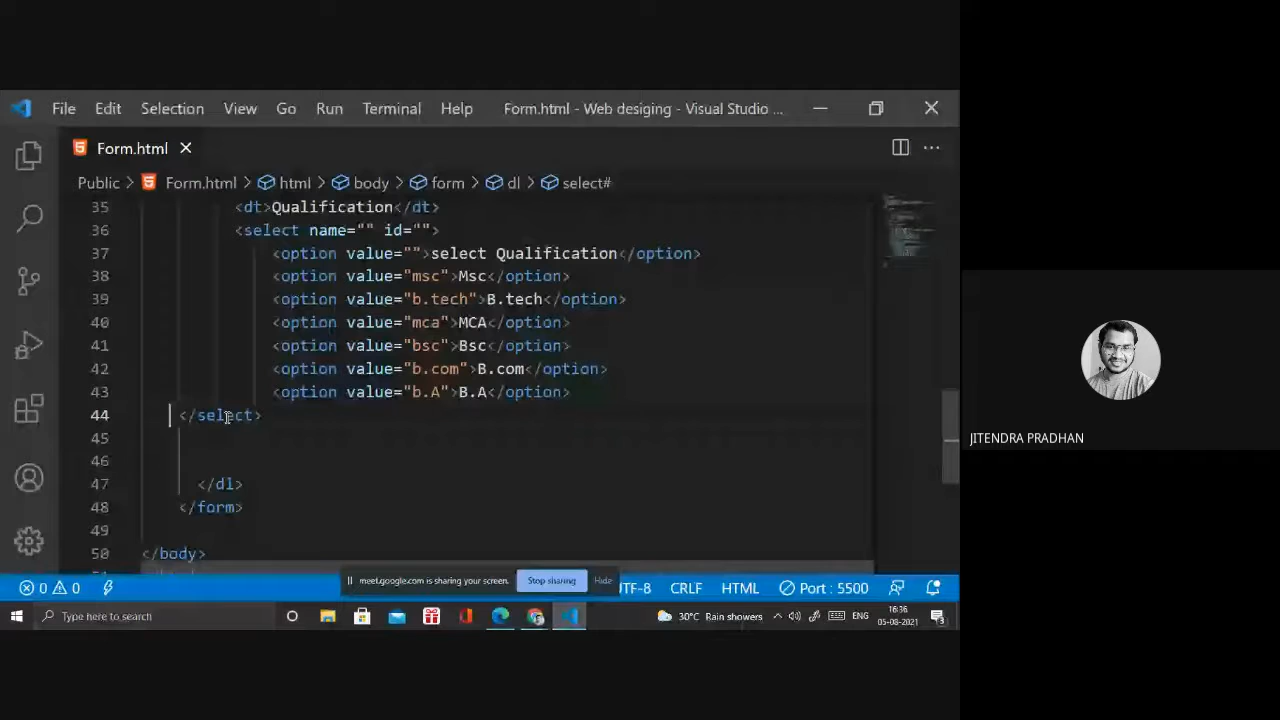 File Edit Selection View Go Run Terminal Help Form.html - Web desiging - Visual Studio ...
Form.html
Public > Form.html > html > body > form > dl > select#
35 <dt>Qualification</dt>
36 <select name="" id="">
37 <option value="">select Qualification</option>
38 <option value="msc">Msc</option>
39 <option value="b.tech">B.tech</option>
40 <option value="mca">MCA</option>
41 <option value="bsc">Bsc</option>
42 <option value="b.com">B.com</option>
43 <option value="b.A">B.A</option>
44 </select>
45
46
47 </dl>
48 </form>
49
50 </body>
JITENDRA PRADHAN
meet.google.com is sharing your screen. Stop sharing Hide
0 0 UTF-8 CRLF HTML Port : 5500
Type here to search 30°C Rain showers ENG 16:36
05-08-2021